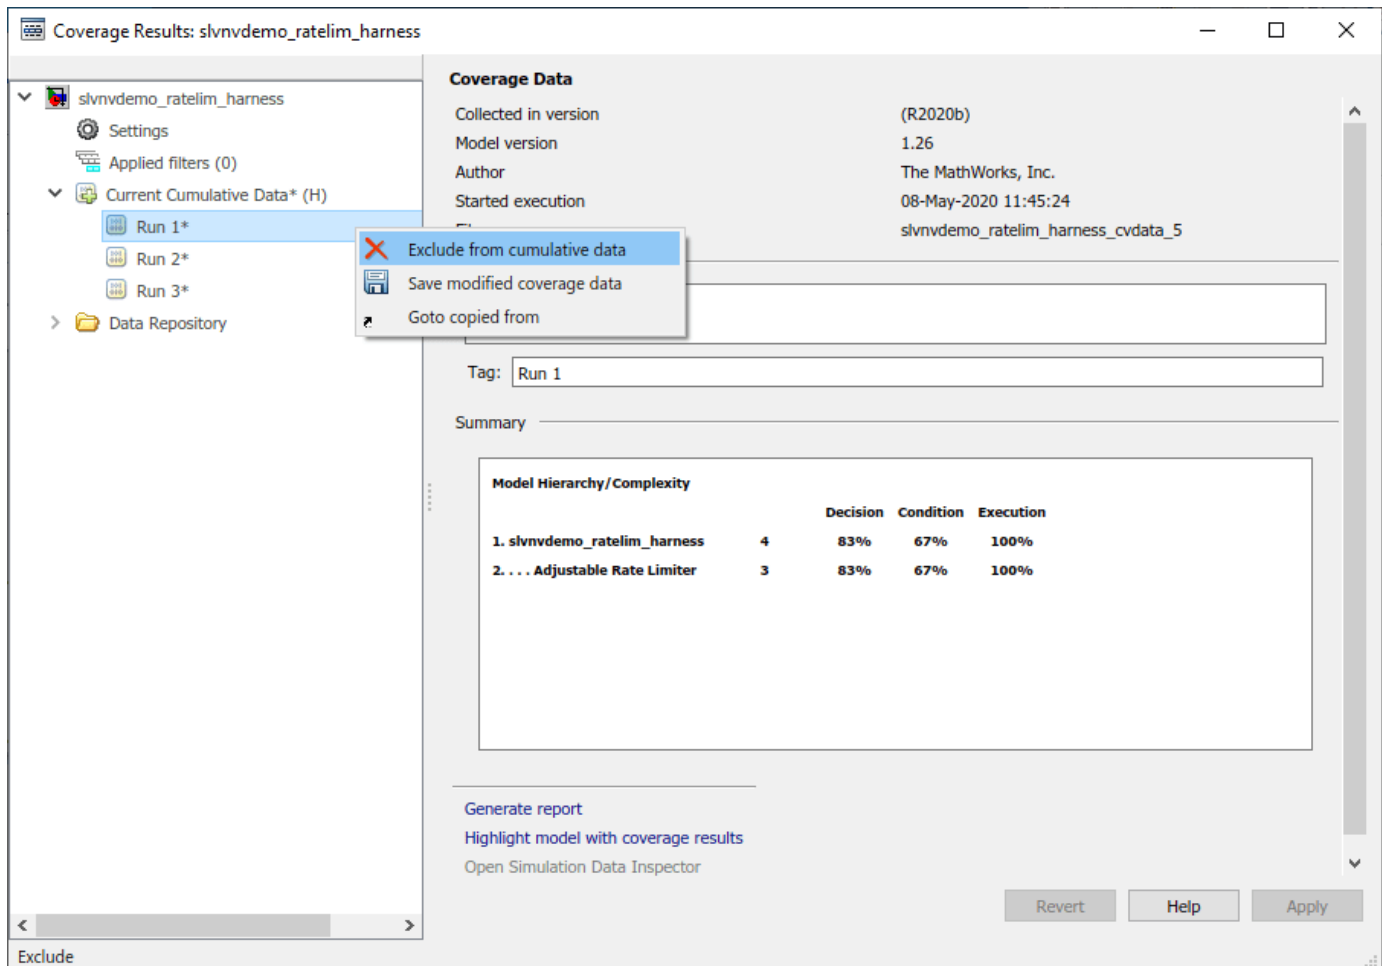 Coverage Results: slvnvdemo_ratelim_harness
slvnvdemo_ratelim_harness
Settings
Applied filters (0)
Current Cumulative Data* (H)
Run 1*
Run 2*
Run 3*
Data Repository
Exclude from cumulative data
Save modified coverage data
Goto copied from
Coverage Data
Collected in version (R2020b)
Model version 1.26
Author The MathWorks, Inc.
Started execution 08-May-2020 11:45:24
slvnvdemo_ratelim_harness_cvdata_5
Tag: Run 1
Summary
Model Hierarchy/Complexity
Decision Condition Execution
1. slvnvdemo_ratelim_harness 4 83% 67% 100%
2. . . . Adjustable Rate Limiter 3 83% 67% 100%
Generate report
Highlight model with coverage results
Open Simulation Data Inspector
Revert Help Apply
Exclude